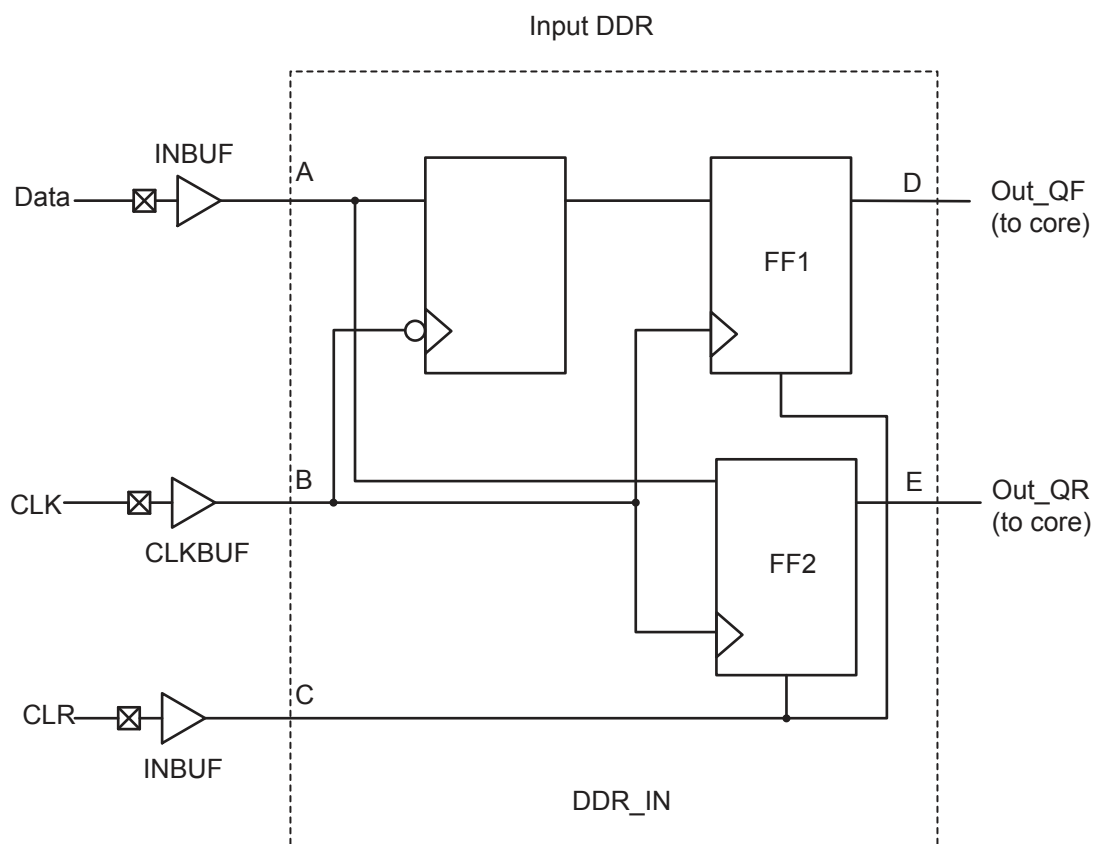 Input DDR
INBUF
A
Data
D
Out_QF
(to core)
FF1
B
CLK
CLKBUF
E
Out_QR
(to core)
FF2
C
CLR
INBUF
DDR_IN